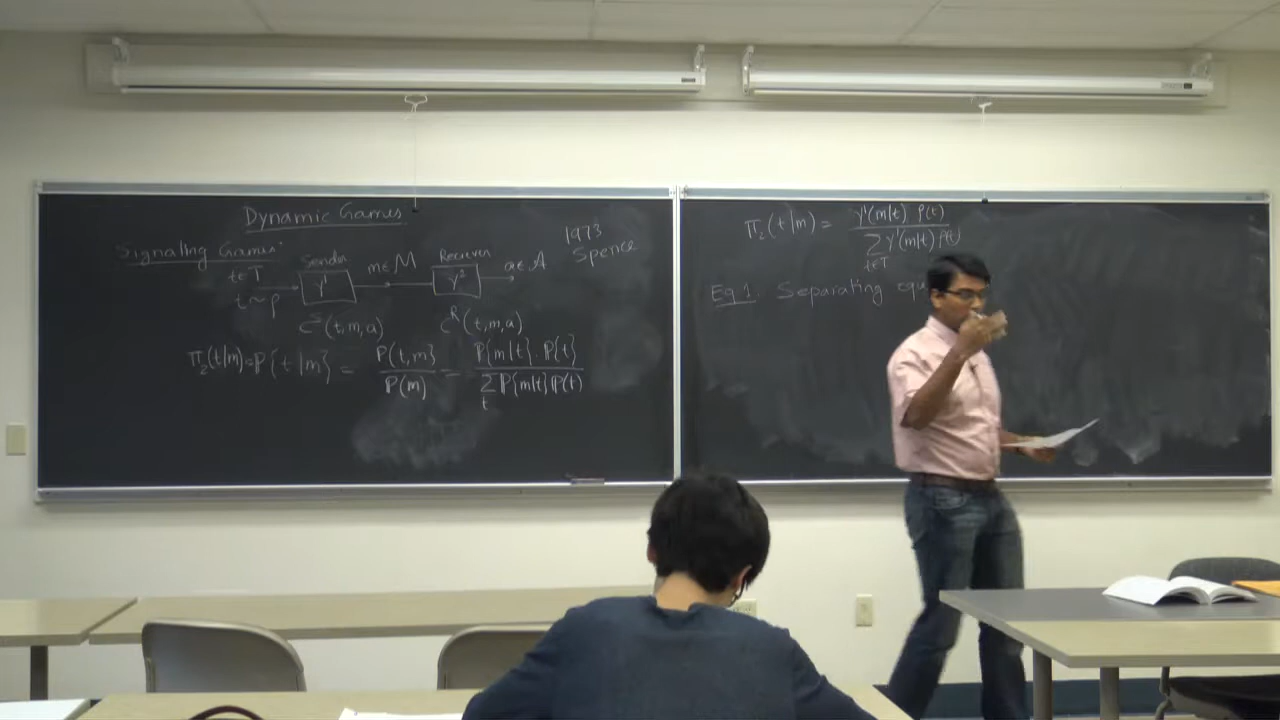 Dynamic Games
"Signaling Games"
1973
Spence
Sender
Reciever
t∈T
t∼p
γ¹
m∈M
γ²
a∈A
c^S(t,m,a)
c^R(t,m,a)
π₂(t|m)=P{t|m} = P(t,m) / P(m) = P{m|t}.P{t} / Σ_t P{m|t}P(t)
π₂(t|m) = γ¹(m|t) p(t) / Σ_{t∈T} γ¹(m|t) p(t)
Eq 1. Separating equ